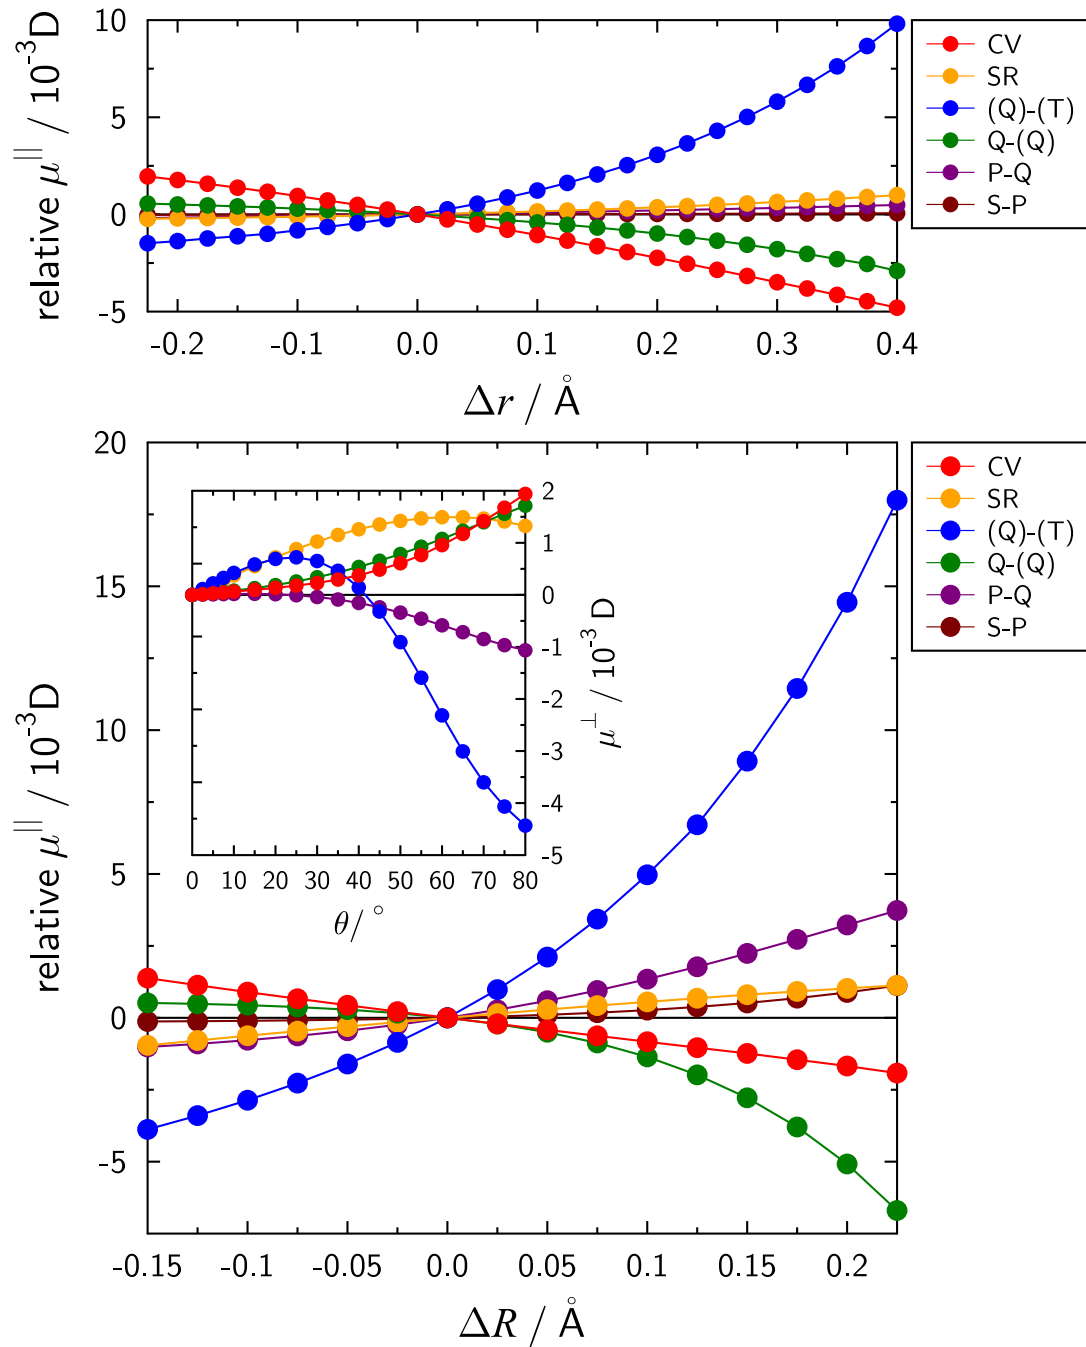 relative μ^|| / 10⁻³D
10
5
0
-5
-0.2 -0.1 0.0 0.1 0.2 0.3 0.4
Δr / Å
CV
SR
(Q)-(T)
Q-(Q)
P-Q
S-P
relative μ^|| / 10⁻³D
20
15
10
5
0
-5
-0.15 -0.1 -0.05 0.0 0.05 0.1 0.15 0.2
ΔR / Å
2
1
0
-1
-2
-3
-4
-5
μ^⊥ / 10⁻³ D
0 10 20 30 40 50 60 70 80
θ/ °
CV
SR
(Q)-(T)
Q-(Q)
P-Q
S-P